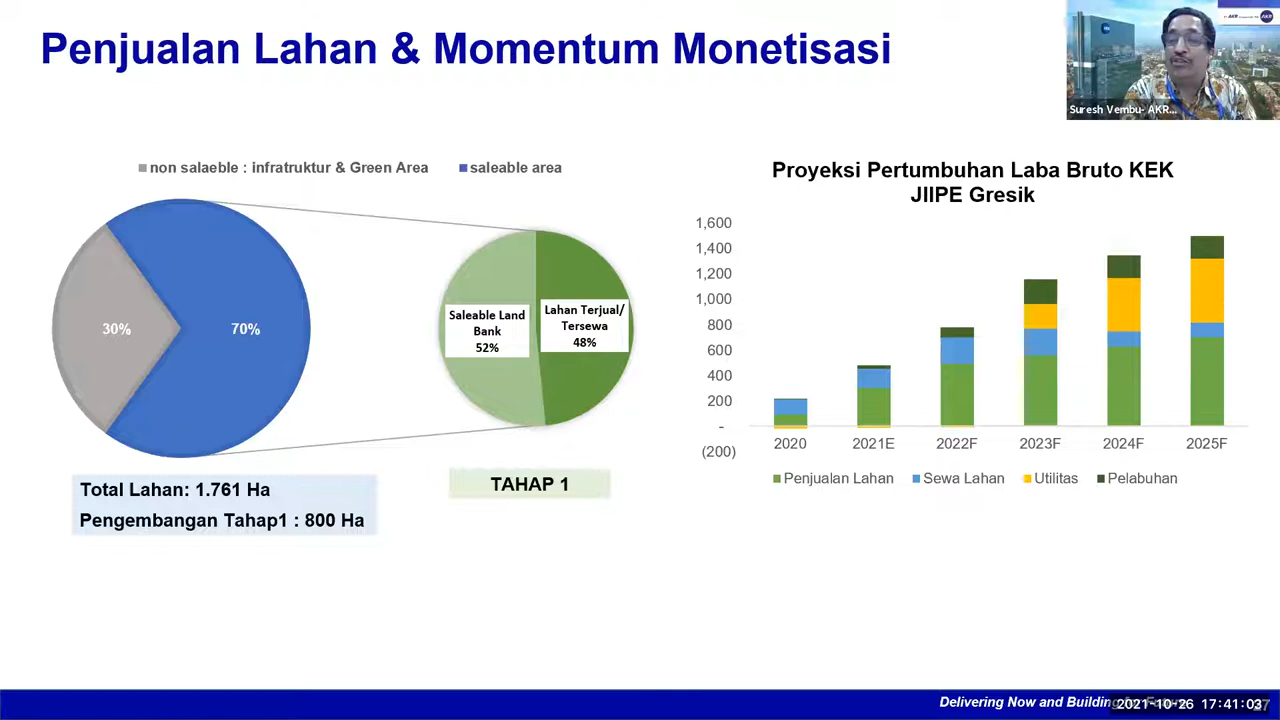 Penjualan Lahan & Momentum Monetisasi
Suresh Vembu- AKR...
AKR
non salaeble : infratruktur & Green Area
saleable area
30%
70%
Saleable Land
Bank
52%
Lahan Terjual/
Tersewa
48%
Total Lahan: 1.761 Ha
Pengembangan Tahap1 : 800 Ha
TAHAP 1
Proyeksi Pertumbuhan Laba Bruto KEK
JIIPE Gresik
1,600
1,400
1,200
1,000
800
600
400
200
-
(200)
2020 2021E 2022F 2023F 2024F 2025F
Penjualan Lahan Sewa Lahan Utilitas Pelabuhan
Delivering Now and Building
2021-10-26 17:41:03